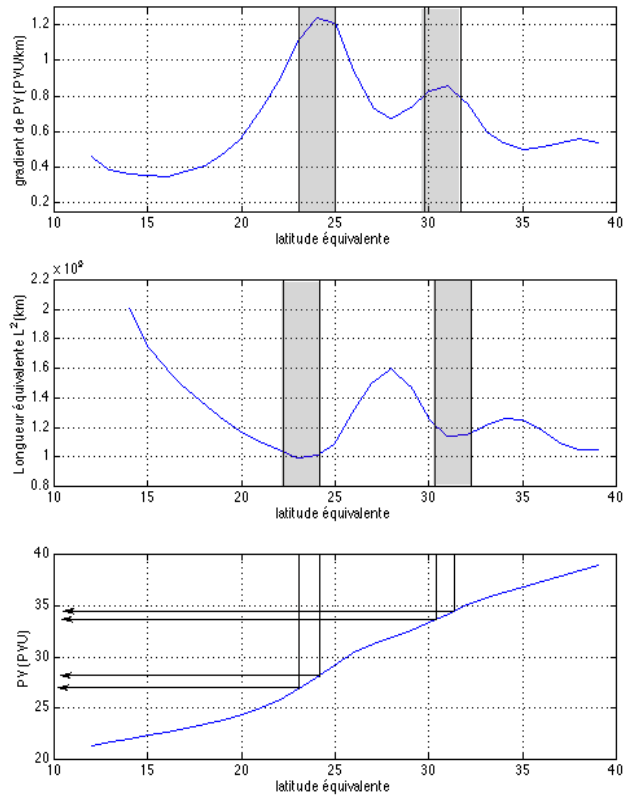 gradient de PV (PVU/km)
1.2
1
0.8
0.6
0.4
0.2
10 15 20 25 30 35 40
latitude équivalente
x 10⁹
Longueur équivalente L²(km)
2.2
2
1.8
1.6
1.4
1.2
1
0.8
10 15 20 25 30 35 40
latitude équivalente
PV (PVU)
40
35
30
25
20
10 15 20 25 30 35 40
latitude équivalente